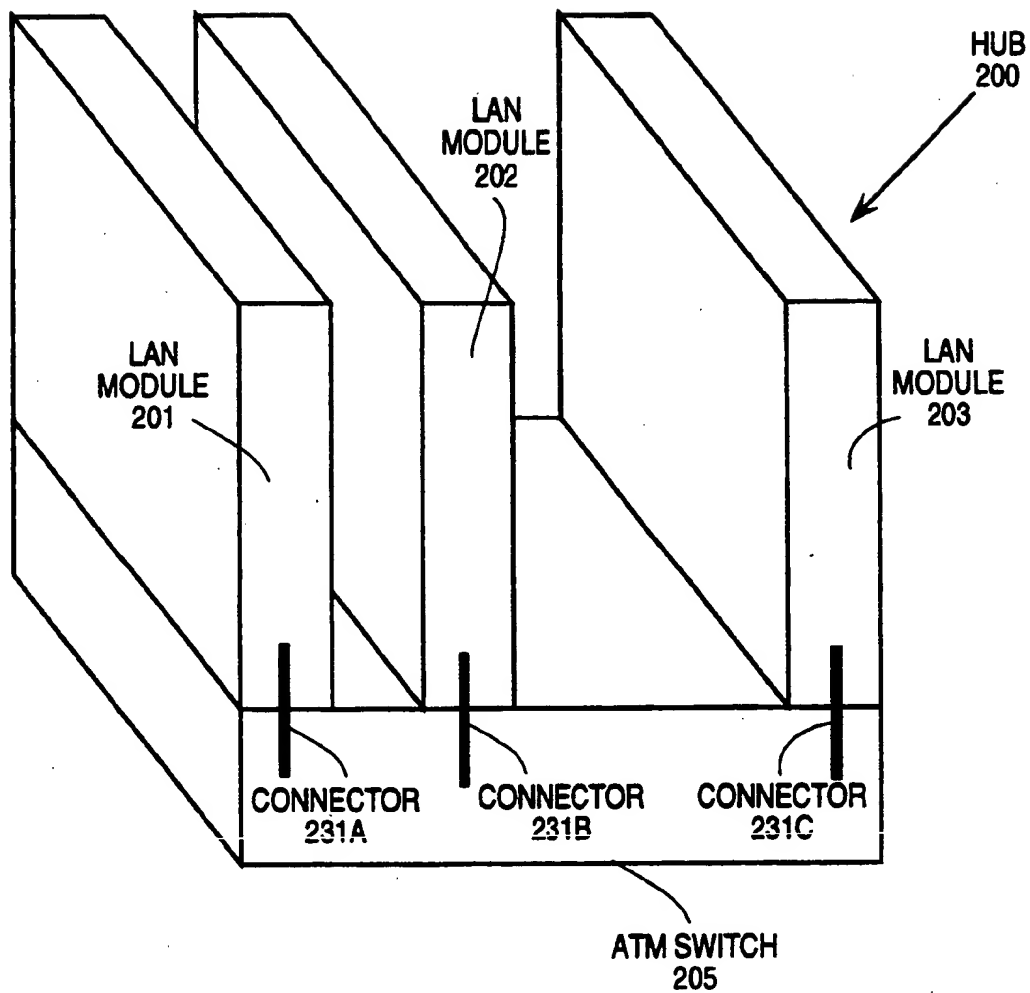 HUB
200
LAN
MODULE
202
LAN
MODULE
201
LAN
MODULE
203
CONNECTOR
231A
CONNECTOR
231B
CONNECTOR
231C
ATM SWITCH
205